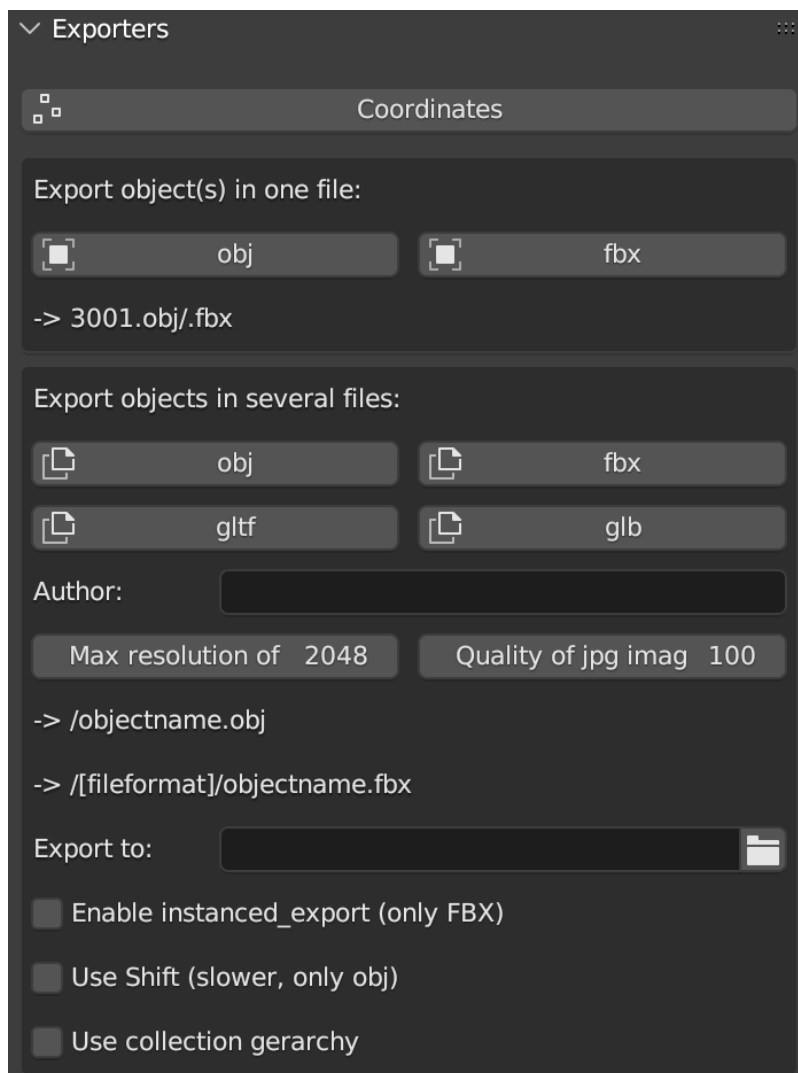 Exporters
Coordinates
Export object(s) in one file:
obj fbx
-> 3001.obj/.fbx
Export objects in several files:
obj fbx
gltf glb
Author:
Max resolution of 2048 Quality of jpg imag 100
-> /objectname.obj
-> /[fileformat]/objectname.fbx
Export to:
Enable instanced_export (only FBX)
Use Shift (slower, only obj)
Use collection gerarchy